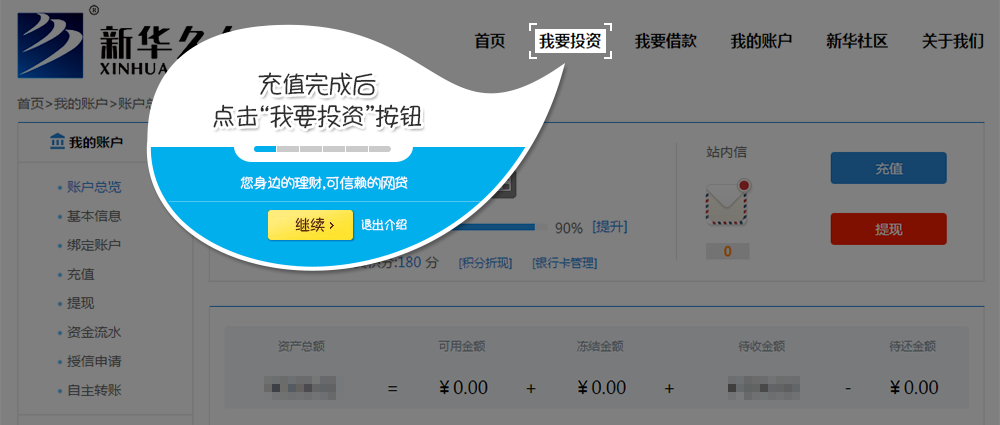 ®
新华久
XINHUA
首页
我要投资
我要借款
我的账户
新华社区
关于我们
首页>我的账户>账户总
充值完成后
点击“我要投资”按钮
您身边的理财,可信赖的网贷
继续 >
退出介绍
我的账户
账户总览
基本信息
绑定账户
充值
提现
资金流水
授信申请
自主转账
90% [提升]
积分:180 分 [积分折现] [银行卡管理]
站内信
0
充值
提现
资产总额 可用金额 冻结金额 待收金额 待还金额
= ¥0.00 + ¥0.00 + - ¥0.00